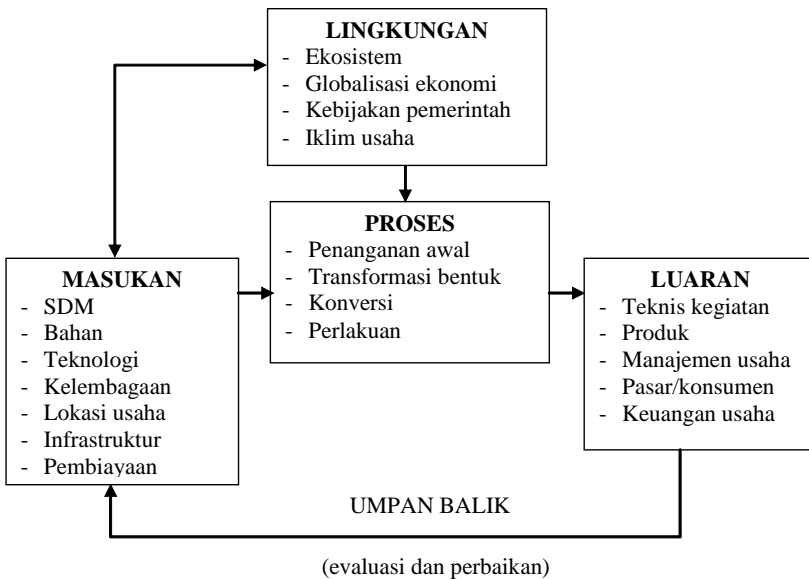 LINGKUNGAN
- Ekosistem
- Globalisasi ekonomi
- Kebijakan pemerintah
- Iklim usaha
PROSES
- Penanganan awal
- Transformasi bentuk
- Konversi
- Perlakuan
MASUKAN
- SDM
- Bahan
- Teknologi
- Kelembagaan
- Lokasi usaha
- Infrastruktur
- Pembiayaan
LUARAN
- Teknis kegiatan
- Produk
- Manajemen usaha
- Pasar/konsumen
- Keuangan usaha
UMPAN BALIK
(evaluasi dan perbaikan)